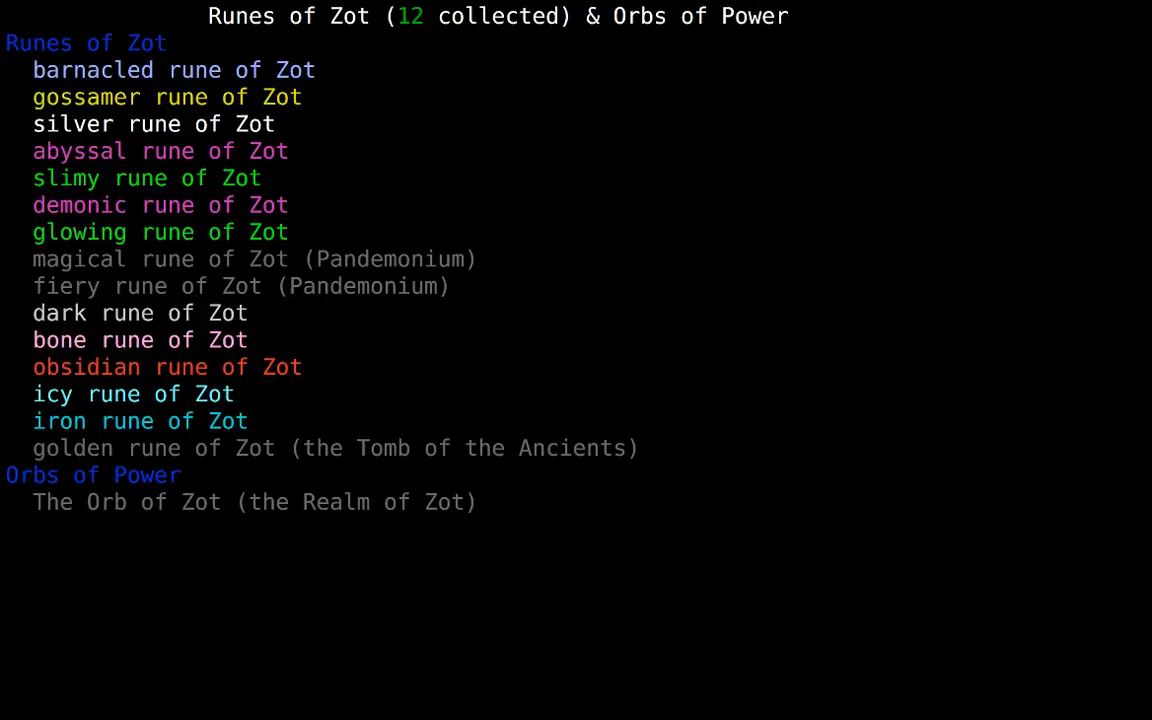 Runes of Zot (12 collected) & Orbs of Power
Runes of Zot
barnacled rune of Zot
gossamer rune of Zot
silver rune of Zot
abyssal rune of Zot
slimy rune of Zot
demonic rune of Zot
glowing rune of Zot
magical rune of Zot (Pandemonium)
fiery rune of Zot (Pandemonium)
dark rune of Zot
bone rune of Zot
obsidian rune of Zot
icy rune of Zot
iron rune of Zot
golden rune of Zot (the Tomb of the Ancients)
Orbs of Power
The Orb of Zot (the Realm of Zot)